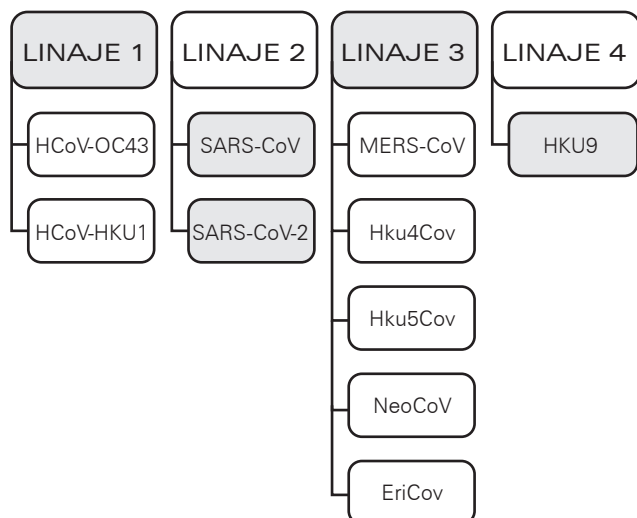 LINAJE 1
HCoV-OC43
HCoV-HKU1
LINAJE 2
SARS-CoV
SARS-CoV-2
LINAJE 3
MERS-CoV
Hku4Cov
Hku5Cov
NeoCoV
EriCov
LINAJE 4
HKU9